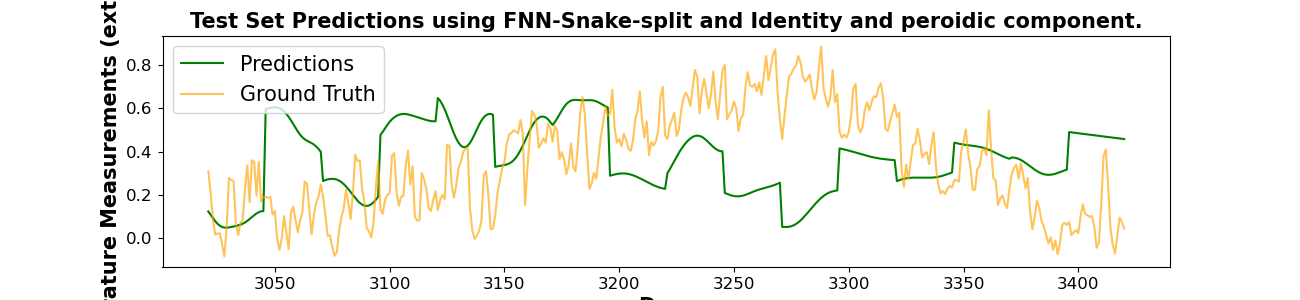 Test Set Predictions using FNN-Snake-split and Identity and peroidic component.
Predictions
Ground Truth
0.8
0.6
0.4
0.2
0.0
3050 3100 3150 3200 3250 3300 3350 3400
Measurements